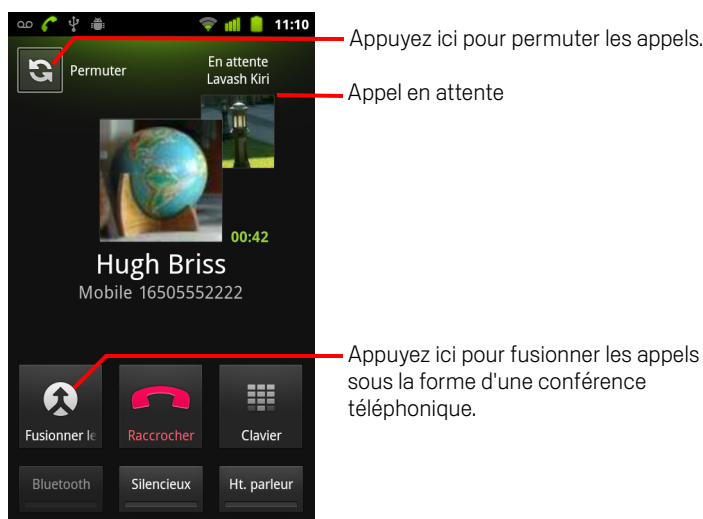 11:10
Permuter
En attente
Lavash Kiri
00:42
Hugh Briss
Mobile 16505552222
Fusionner le
Raccrocher
Clavier
Bluetooth
Silencieux
Ht. parleur
Appuyez ici pour permuter les appels.
Appel en attente
Appuyez ici pour fusionner les appels
sous la forme d'une conférence
téléphonique.